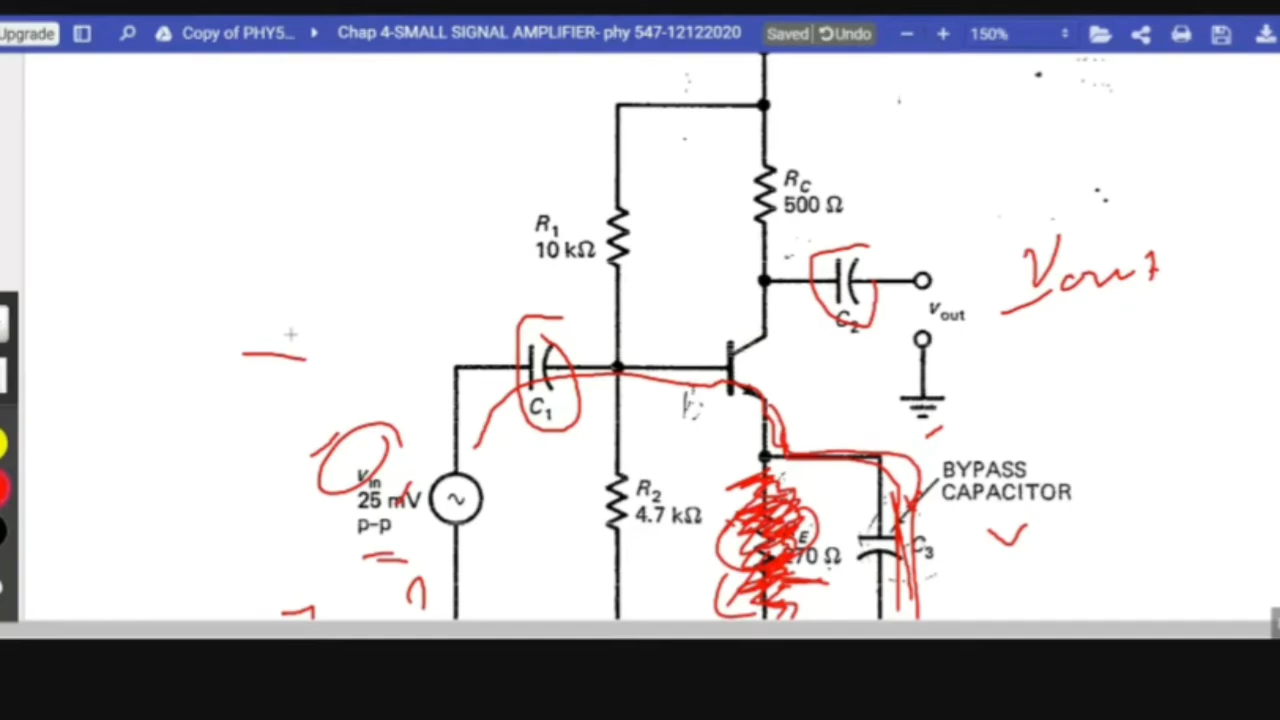 Upgrade
Copy of PHY5...
Chap 4-SMALL SIGNAL AMPLIFIER- phy 547-12122020
Saved
Undo
150%
RC
500 Ω
R1
10 kΩ
C2
Vout
Vout
C1
Vin
25 mV
p-p
R2
4.7 kΩ
E
70 Ω
BYPASS
CAPACITOR
C3